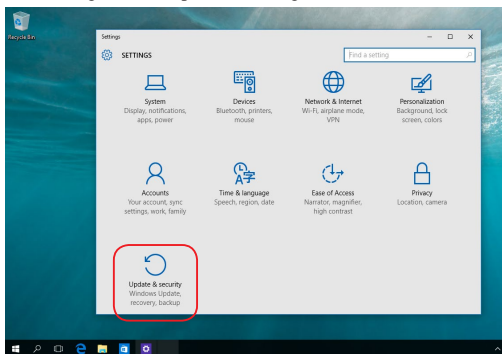 Recycle Bin
Settings
SETTINGS
Find a setting
System
Display, notifications,
apps, power
Devices
Bluetooth, printers,
mouse
Network & Internet
Wi-Fi, airplane mode,
VPN
Personalization
Background, lock
screen, colors
Accounts
Your account, sync
settings, work, family
Time & language
Speech, region, date
Ease of Access
Narrator, magnifier,
high contrast
Privacy
Location, camera
Update & security
Windows Update,
recovery, backup